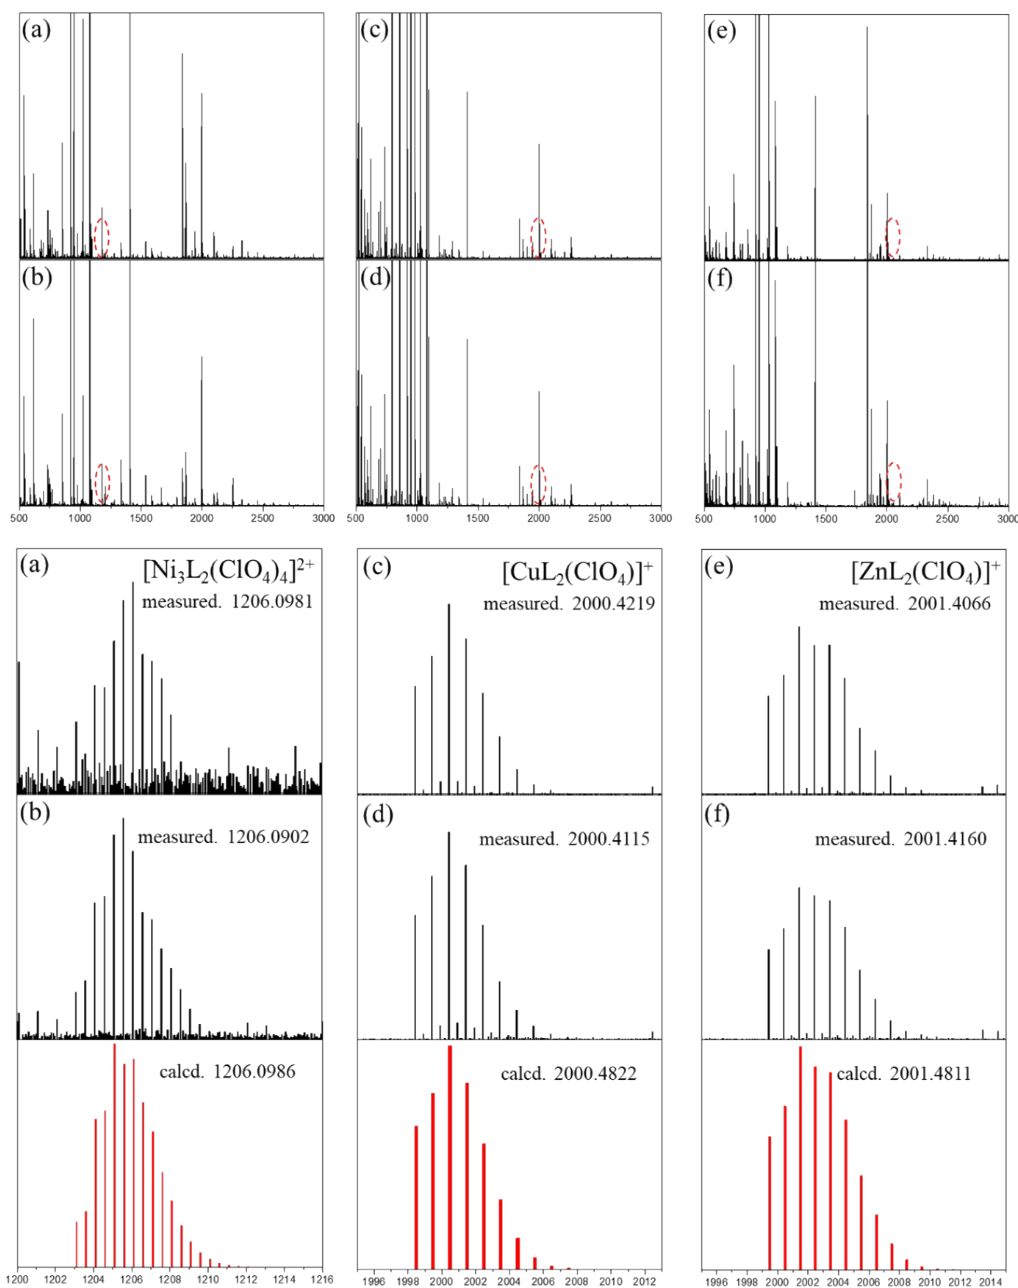 (a) (c) (e)
(b) (d) (f)
500 1000 1500 2000 2500 3000 500 1000 1500 2000 2500 3000 500 1000 1500 2000 2500 3000
(a) [Ni₃L₂(ClO₄)₄]²⁺ (c) [CuL₂(ClO₄)]⁺ (e) [ZnL₂(ClO₄)]⁺
measured. 1206.0981 measured. 2000.4219 measured. 2001.4066
(b) (d) (f)
measured. 1206.0902 measured. 2000.4115 measured. 2001.4160
calcd. 1206.0986 calcd. 2000.4822 calcd. 2001.4811
1200 1202 1204 1206 1208 1210 1212 1214 1216 1996 1998 2000 2002 2004 2006 2008 2010 2012 1996 1998 2000 2002 2004 2006 2008 2010 2012 2014